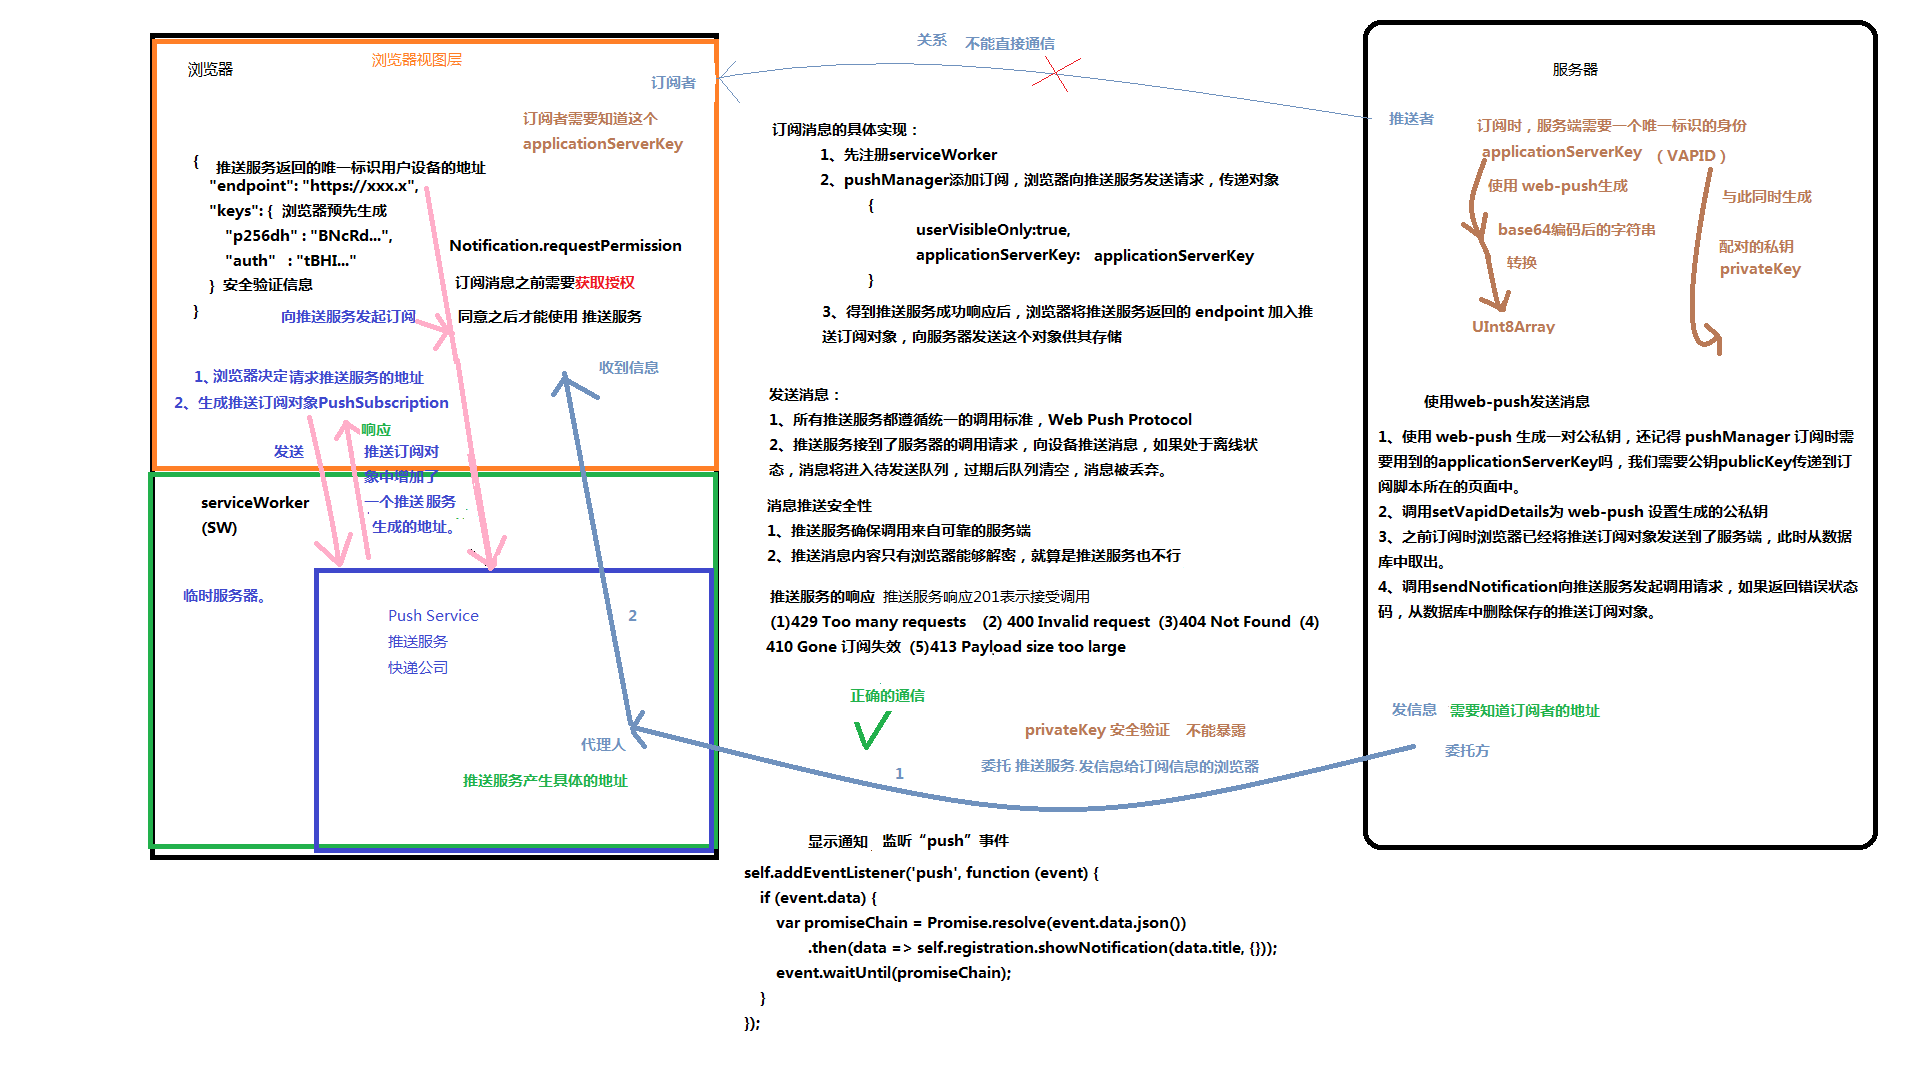 浏览器
浏览器视图层
订阅者
订阅者需要知道这个
applicationServerKey
{
推送服务返回的唯一标识用户设备的地址
"endpoint": "https://xxx.x",
"keys": { 浏览器预先生成
"p256dh" : "BNcRd...",
"auth" : "tBHI..."
} 安全验证信息
}
Notification.requestPermission
订阅消息之前需要获取授权
同意之后才能使用 推送服务
向推送服务发起订阅
收到信息
1、浏览器决定请求推送服务的地址
2、生成推送订阅对象PushSubscription
响应
发送
推送订阅对
象中增加了
一个推送服务
生成的地址。
serviceWorker
(SW)
临时服务器。
Push Service
推送服务
快递公司
2
代理人
推送服务产生具体的地址
关系 不能直接通信
订阅消息的具体实现：
1、先注册serviceWorker
2、pushManager添加订阅，浏览器向推送服务发送请求，传递对象
{
userVisibleOnly:true,
applicationServerKey: applicationServerKey
}
3、得到推送服务成功响应后，浏览器将推送服务返回的 endpoint 加入推
送订阅对象，向服务器发送这个对象供其存储
发送消息：
1、所有推送服务都遵循统一的调用标准，Web Push Protocol
2、推送服务接到了服务器的调用请求，向设备推送消息，如果处于离线状
态，消息将进入待发送队列，过期后队列清空，消息被丢弃。
消息推送安全性
1、推送服务确保调用来自可靠的服务端
2、推送消息内容只有浏览器能够解密，就算是推送服务也不行
推送服务的响应 推送服务响应201表示接受调用
(1)429 Too many requests (2) 400 Invalid request (3)404 Not Found (4)
410 Gone 订阅失效 (5)413 Payload size too large
正确的通信
privateKey 安全验证 不能暴露
委托 推送服务.发信息给订阅信息的浏览器
1
显示通知 监听“push”事件
self.addEventListener('push', function (event) {
if (event.data) {
var promiseChain = Promise.resolve(event.data.json())
.then(data => self.registration.showNotification(data.title, {}));
event.waitUntil(promiseChain);
}
});
服务器
推送者
订阅时，服务端需要一个唯一标识的身份
applicationServerKey （VAPID）
使用 web-push生成
与此同时生成
base64编码后的字符串
配对的私钥
转换
privateKey
UInt8Array
使用web-push发送消息
1、使用 web-push 生成一对公私钥，还记得 pushManager 订阅时需
要用到的applicationServerKey吗，我们需要公钥publicKey传递到订
阅脚本所在的页面中。
2、调用setVapidDetails为 web-push 设置生成的公私钥
3、之前订阅时浏览器已经将推送订阅对象发送到了服务端，此时从数据
库中取出。
4、调用sendNotification向推送服务发起调用请求，如果返回错误状态
码，从数据库中删除保存的推送订阅对象。
发信息 需要知道订阅者的地址
委托方